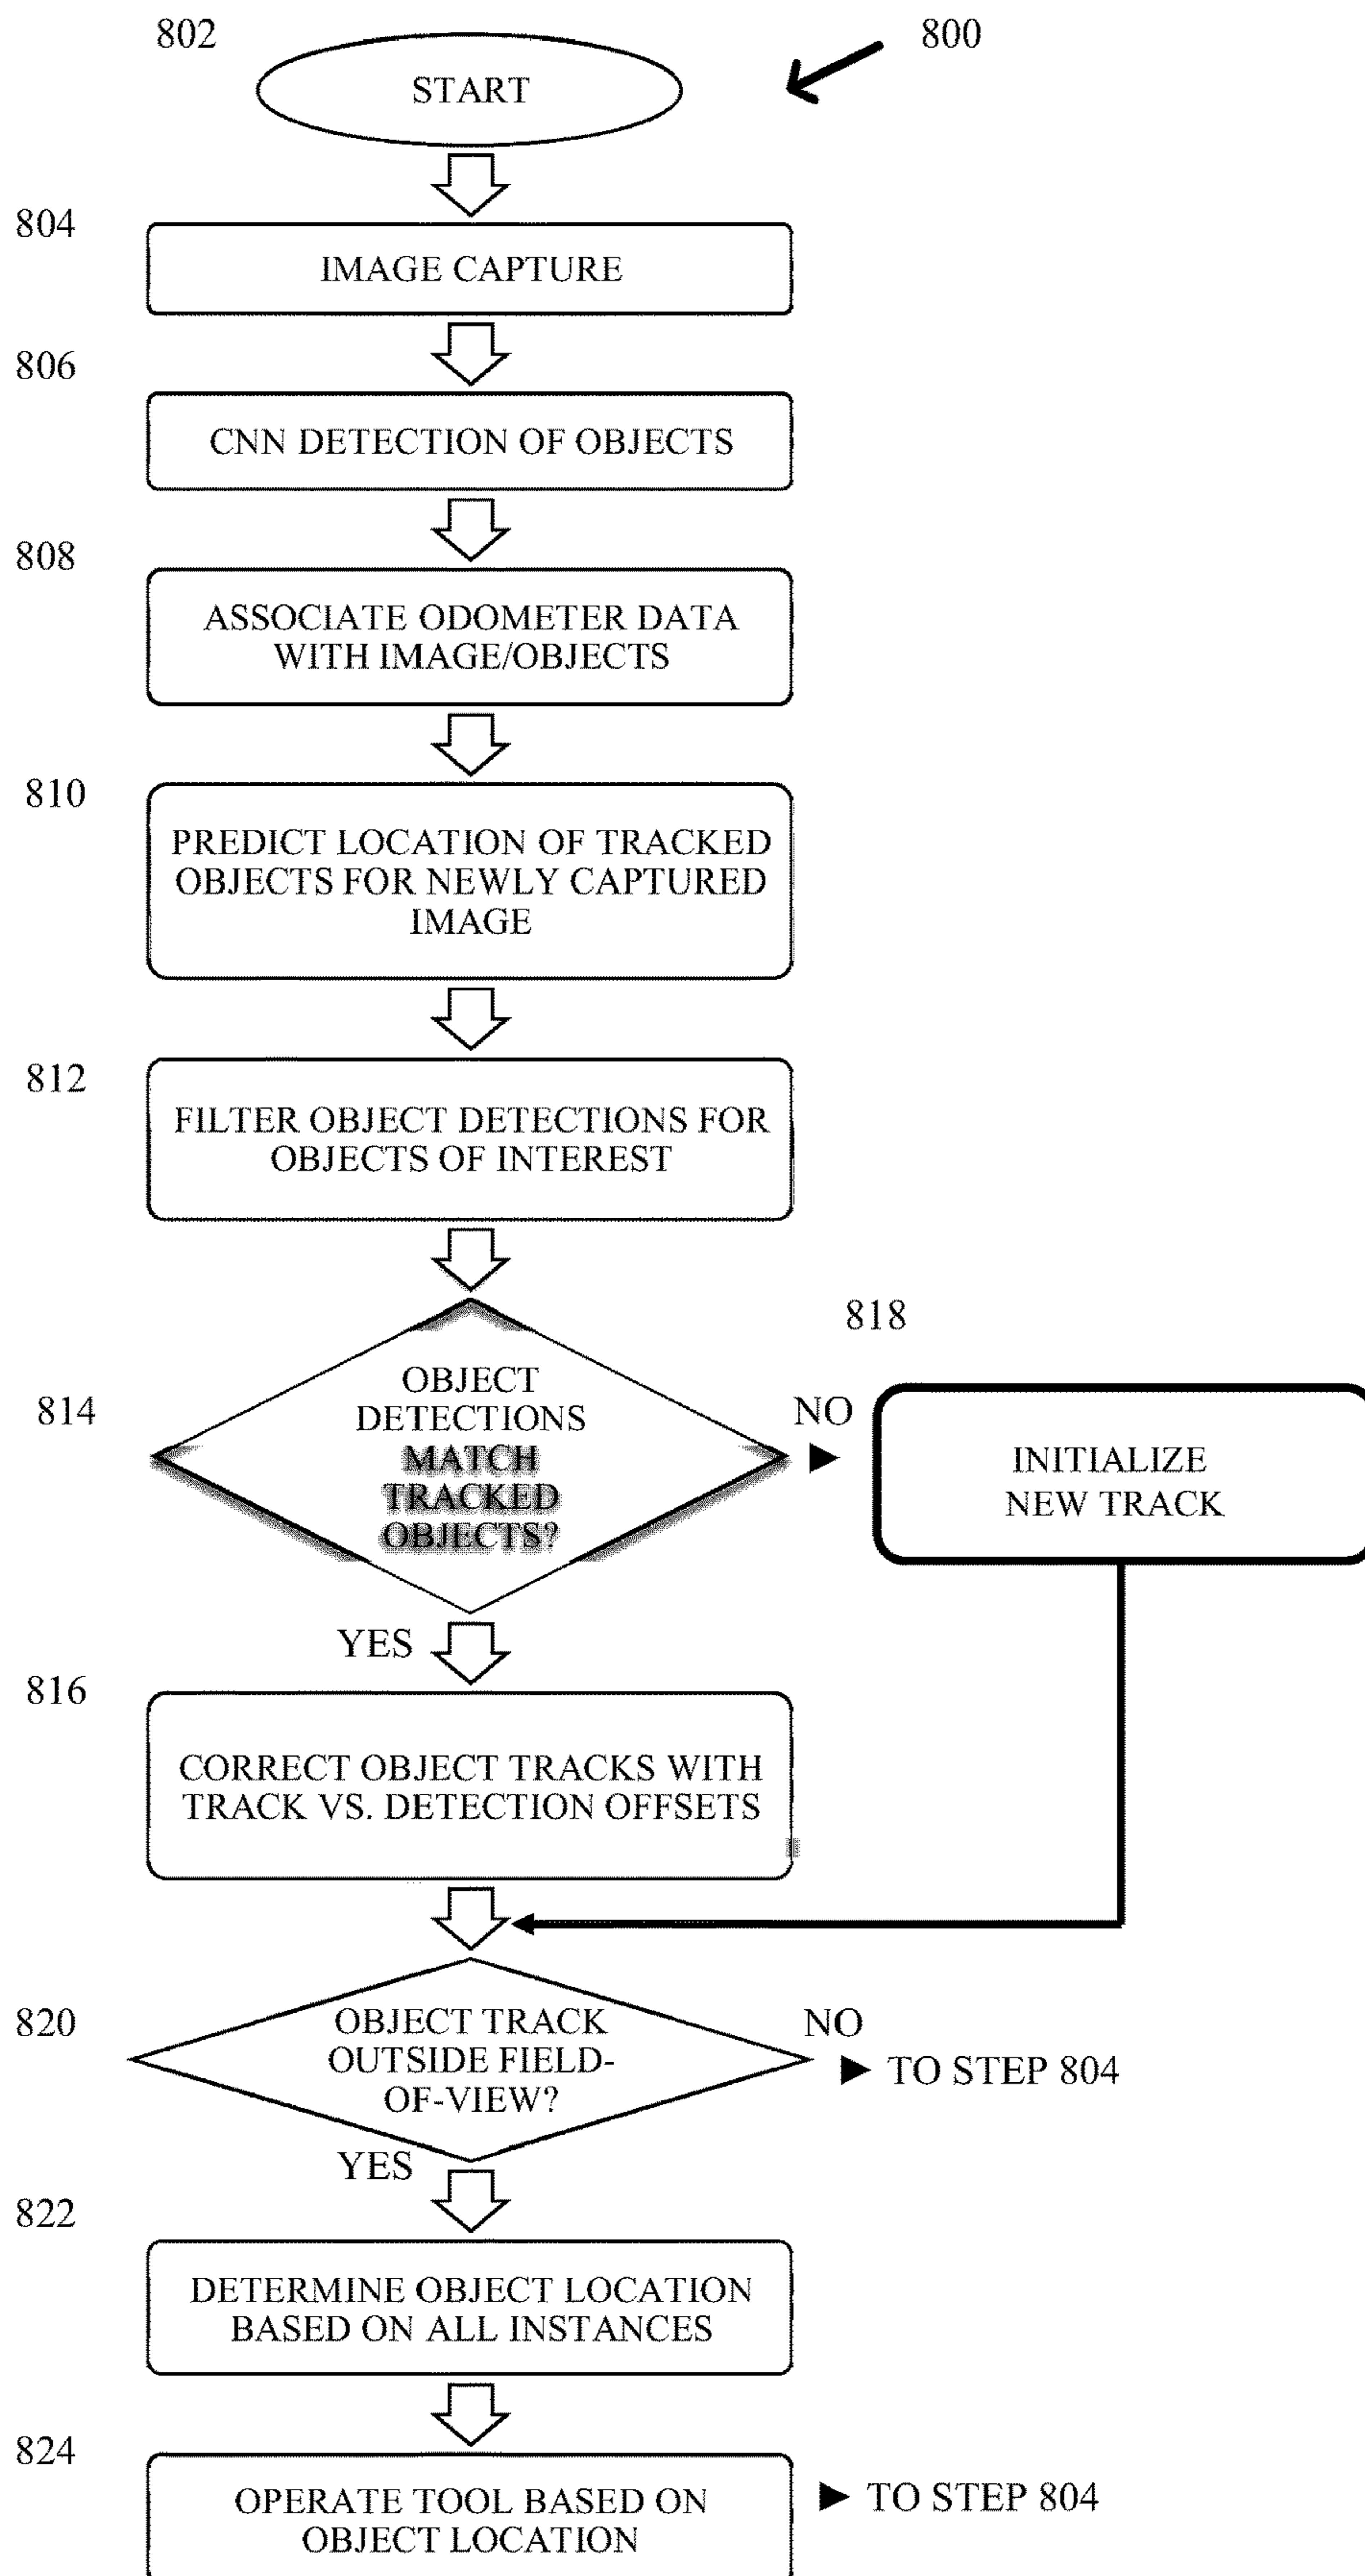 802
800
START
804
IMAGE CAPTURE
806
CNN DETECTION OF OBJECTS
808
ASSOCIATE ODOMETER DATA
WITH IMAGE/OBJECTS
810
PREDICT LOCATION OF TRACKED
OBJECTS FOR NEWLY CAPTURED
IMAGE
812
FILTER OBJECT DETECTIONS FOR
OBJECTS OF INTEREST
814
OBJECT
DETECTIONS
MATCH
TRACKED
OBJECTS?
NO
818
INITIALIZE
NEW TRACK
YES
816
CORRECT OBJECT TRACKS WITH
TRACK VS. DETECTION OFFSETS
820
OBJECT TRACK
OUTSIDE FIELD-
OF-VIEW?
NO
TO STEP 804
YES
822
DETERMINE OBJECT LOCATION
BASED ON ALL INSTANCES
824
OPERATE TOOL BASED ON
OBJECT LOCATION
TO STEP 804